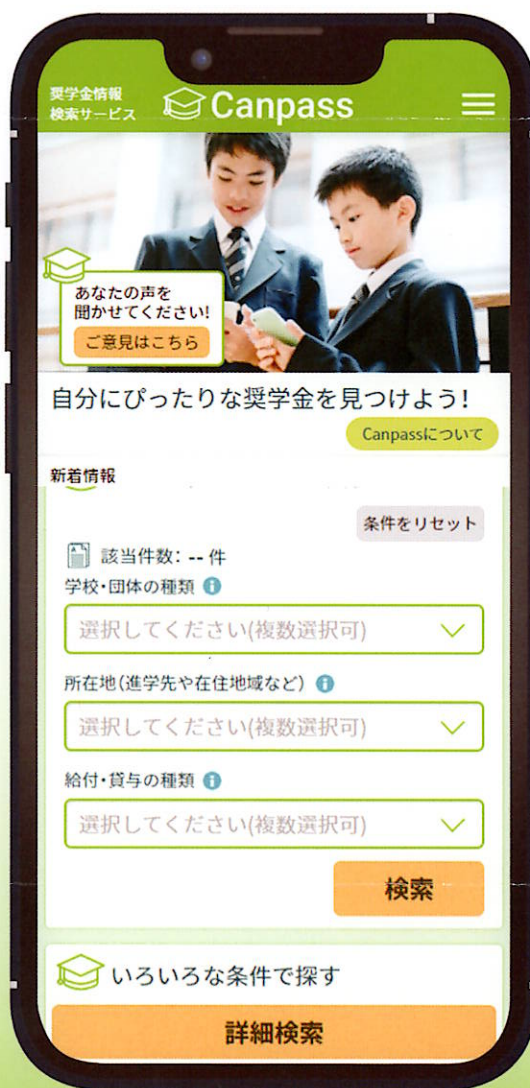 奨学金情報
検索サービス
Canpass
あなたの声を
聞かせてください!
ご意見はこちら
自分にぴったりな奨学金を見つけよう!
Canpassについて
新着情報
条件をリセット
該当件数: -- 件
学校・団体の種類
選択してください(複数選択可)
所在地(進学先や在住地域など)
選択してください(複数選択可)
給付・貸与の種類
選択してください(複数選択可)
検索
いろいろな条件で探す
詳細検索